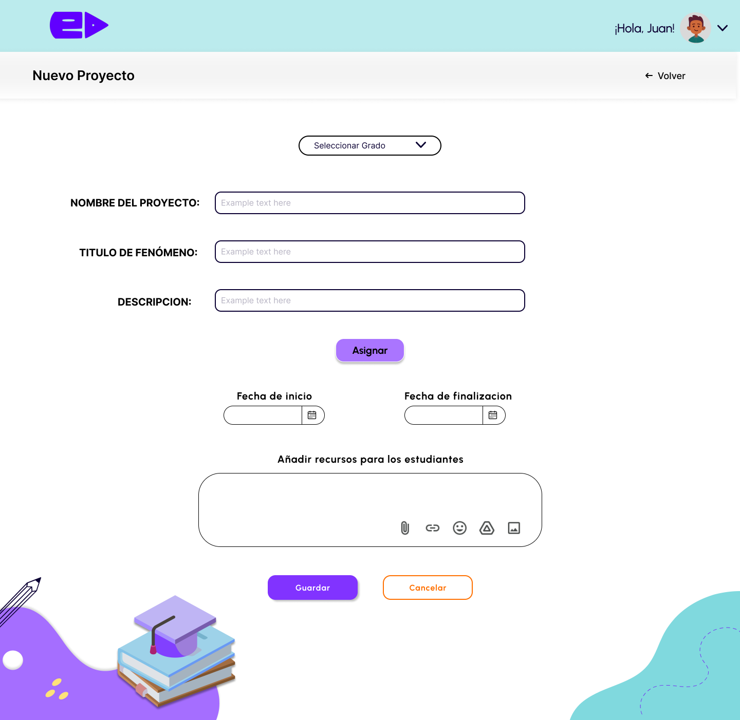 ¡Hola, Juan!
Nuevo Proyecto
← Volver
Seleccionar Grado
NOMBRE DEL PROYECTO:
Example text here
TITULO DE FENÓMENO:
Example text here
DESCRIPCION:
Example text here
Asignar
Fecha de inicio
Fecha de finalizacion
Añadir recursos para los estudiantes
Guardar
Cancelar